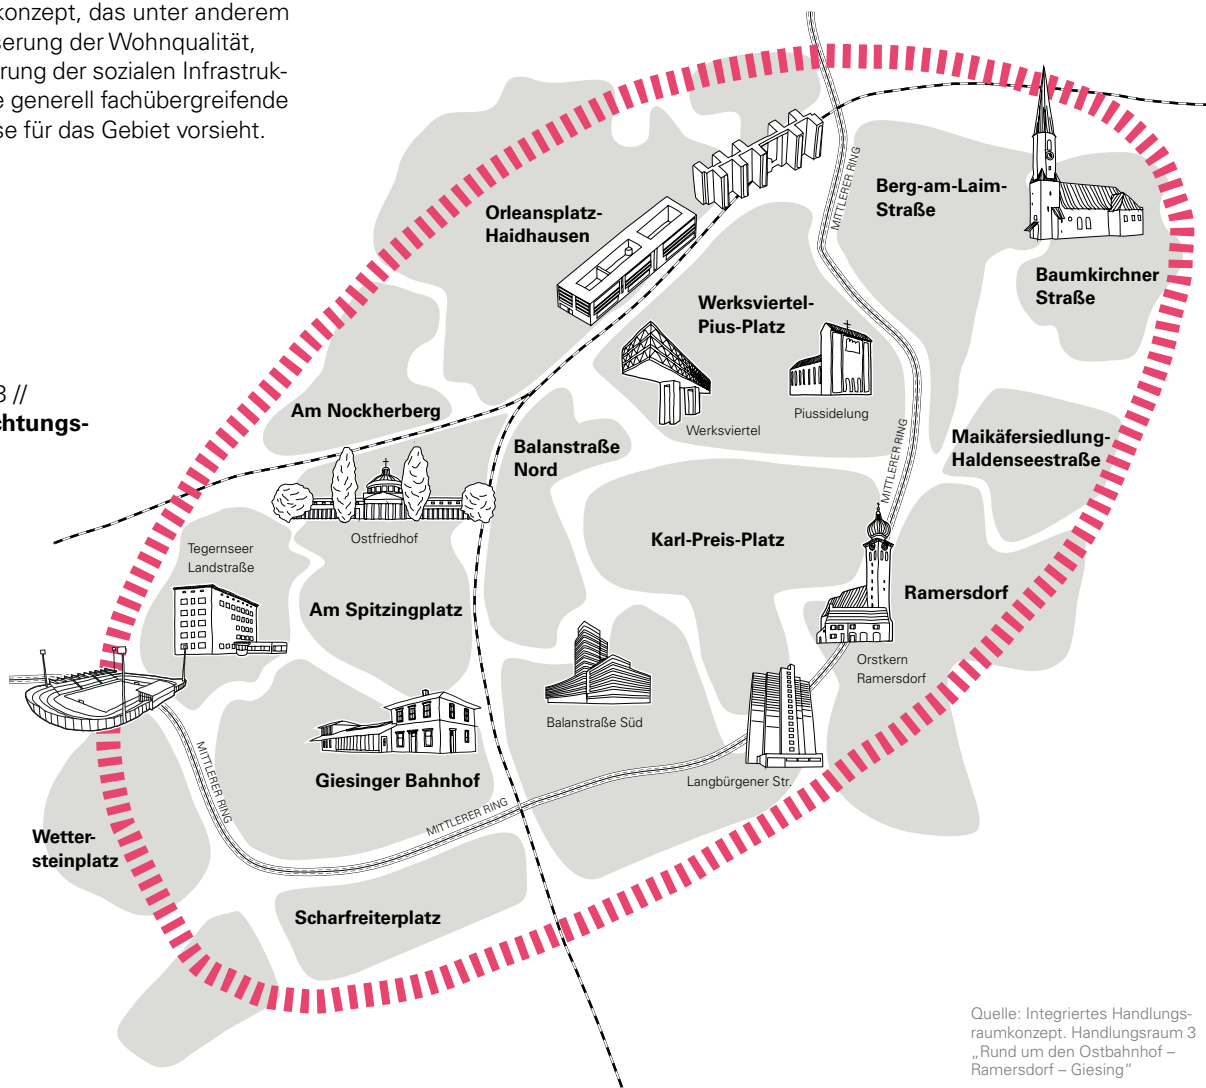 konzept, das unter anderem
serung der Wohnqualität,
rung der sozialen Infrastruk-
e generell fachübergreifende
se für das Gebiet vorsieht.
3 //
chtungs-
MITTLERER RING
Berg-am-Laim-
Straße
Orleansplatz-
Haidhausen
Baumkirchner
Straße
Werksviertel-
Pius-Platz
Am Nockherberg
Piussidelung
Werksviertel
MITTLERER RING
Balanstraße
Nord
Maikäfersiedlung-
Haldenseestraße
Ostfriedhof
Karl-Preis-Platz
Tegernseer
Landstraße
Am Spitzingplatz
Ramersdorf
Orstkern
Ramersdorf
Balanstraße Süd
MITTLERER RING
Giesinger Bahnhof
Langbürgener Str.
MITTLERER RING
Wetter-
steinplatz
Scharfreiterplatz
Quelle: Integriertes Handlungs-
raumkonzept. Handlungsraum 3
„Rund um den Ostbahnhof –
Ramersdorf – Giesing“